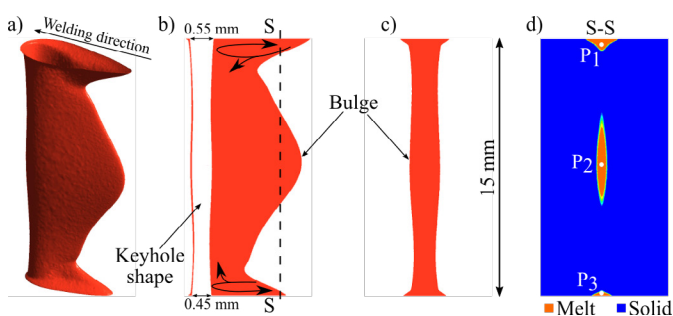 a)
Welding direction
b)
0.55 mm
S
Keyhole
shape
0.45 mm
S
c)
Bulge
15 mm
d)
S-S
P1
P2
P3
Melt
Solid